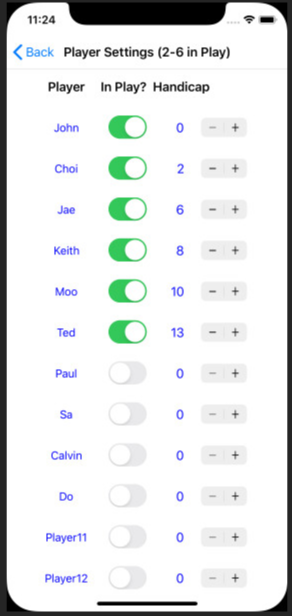 11:24
Back Player Settings (2-6 in Play)
Player In Play? Handicap
John 0 - +
Choi 2 - +
Jae 6 - +
Keith 8 - +
Moo 10 - +
Ted 13 - +
Paul 0 - +
Sa 0 - +
Calvin 0 - +
Do 0 - +
Player11 0 - +
Player12 0 - +